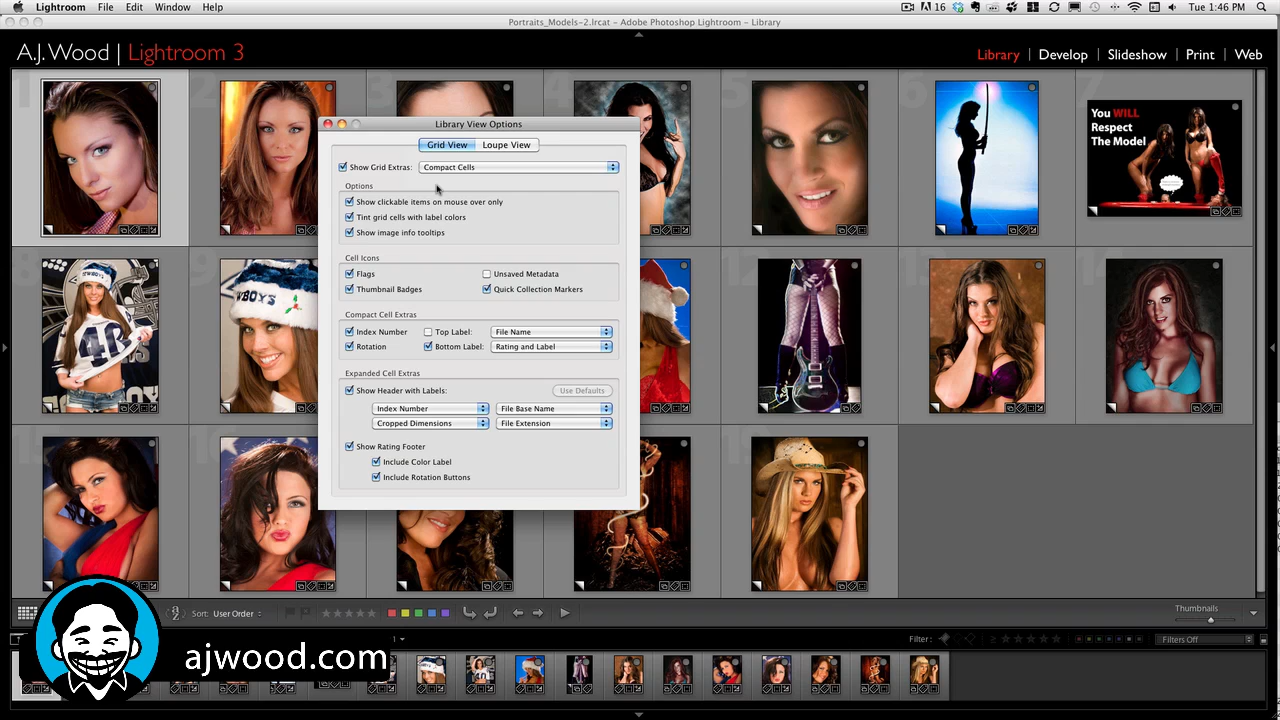 Lightroom File Edit Window Help 16 Tue 1:46 PM
Portraits_Models-2.lrcat - Adobe Photoshop Lightroom - Library
A.J.Wood | Lightroom 3
Library | Develop | Slideshow | Print | Web
You WILL
Respect
The Model
Library View Options
Grid View Loupe View
Show Grid Extras: Compact Cells
Options
Show clickable items on mouse over only
Tint grid cells with label colors
Show image info tooltips
Cell Icons
Flags Unsaved Metadata
Thumbnail Badges Quick Collection Markers
Compact Cell Extras
Index Number Top Label: File Name
Rotation Bottom Label: Rating and Label
Expanded Cell Extras
Show Header with Labels: Use Defaults
Index Number File Base Name
Cropped Dimensions File Extension
Show Rating Footer
Include Color Label
Include Rotation Buttons
Sort: User Order
Thumbnails
Filter: Filters Off
ajwood.com